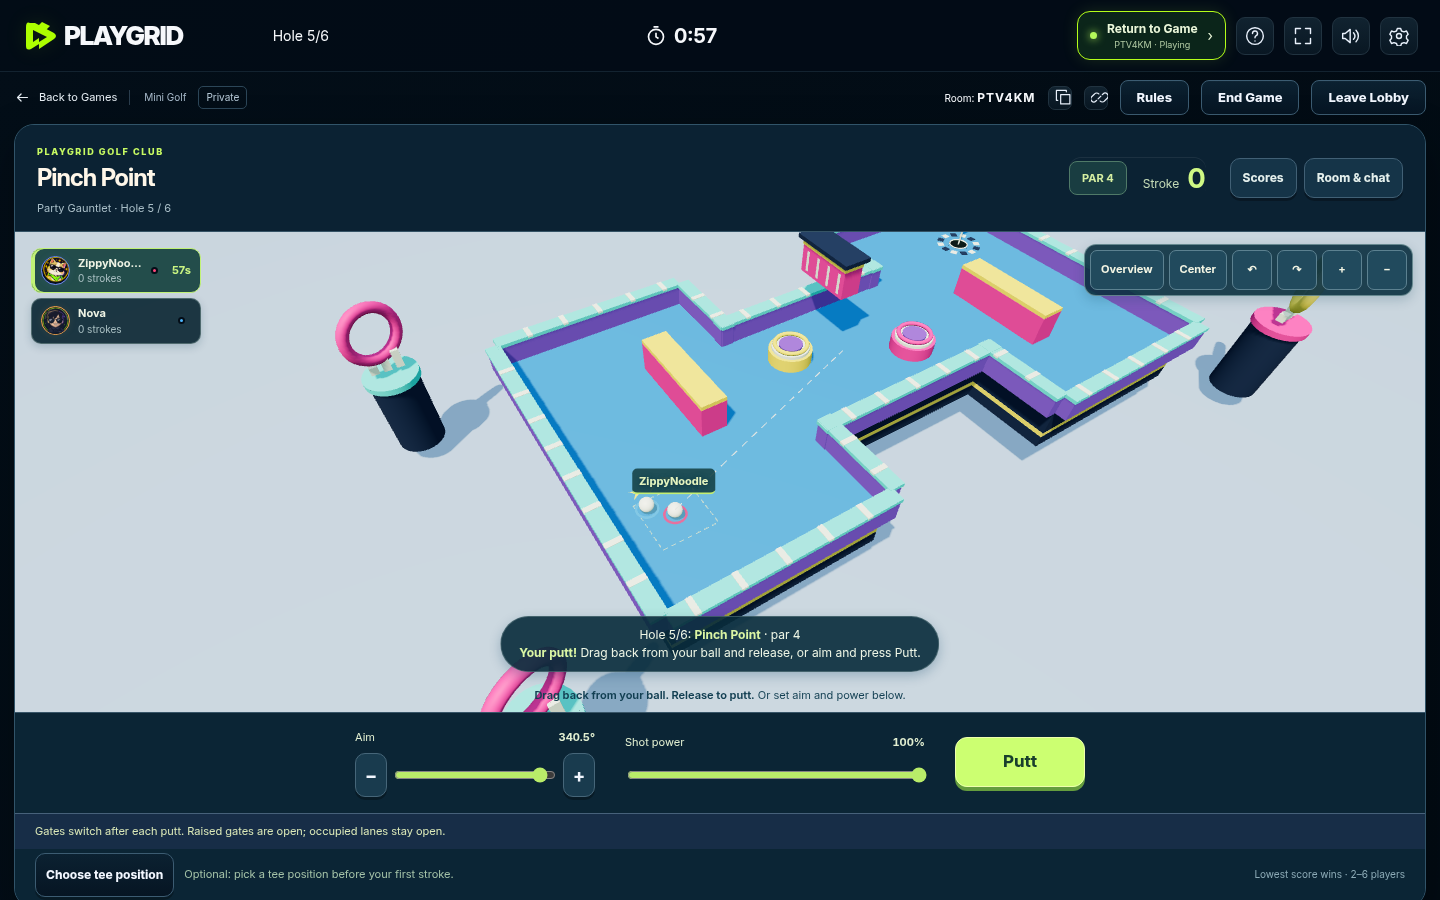 PLAYGRID
Hole 5/6
0:57
Return to Game
PTV4KM · Playing
Back to Games
Mini Golf
Private
Room: PTV4KM
Rules
End Game
Leave Lobby
PLAYGRID GOLF CLUB
Pinch Point
Party Gauntlet · Hole 5 / 6
PAR 4
Stroke 0
Scores
Room & chat
ZippyNoo...
0 strokes
57s
Nova
0 strokes
Overview
Center
↶
↷
+
−
ZippyNoodle
Hole 5/6: Pinch Point · par 4
Your putt! Drag back from your ball and release, or aim and press Putt.
Drag back from your ball. Release to putt. Or set aim and power below.
Aim
340.5°
−
+
Shot power
100%
Putt
Gates switch after each putt. Raised gates are open; occupied lanes stay open.
Choose tee position
Optional: pick a tee position before your first stroke.
Lowest score wins · 2–6 players